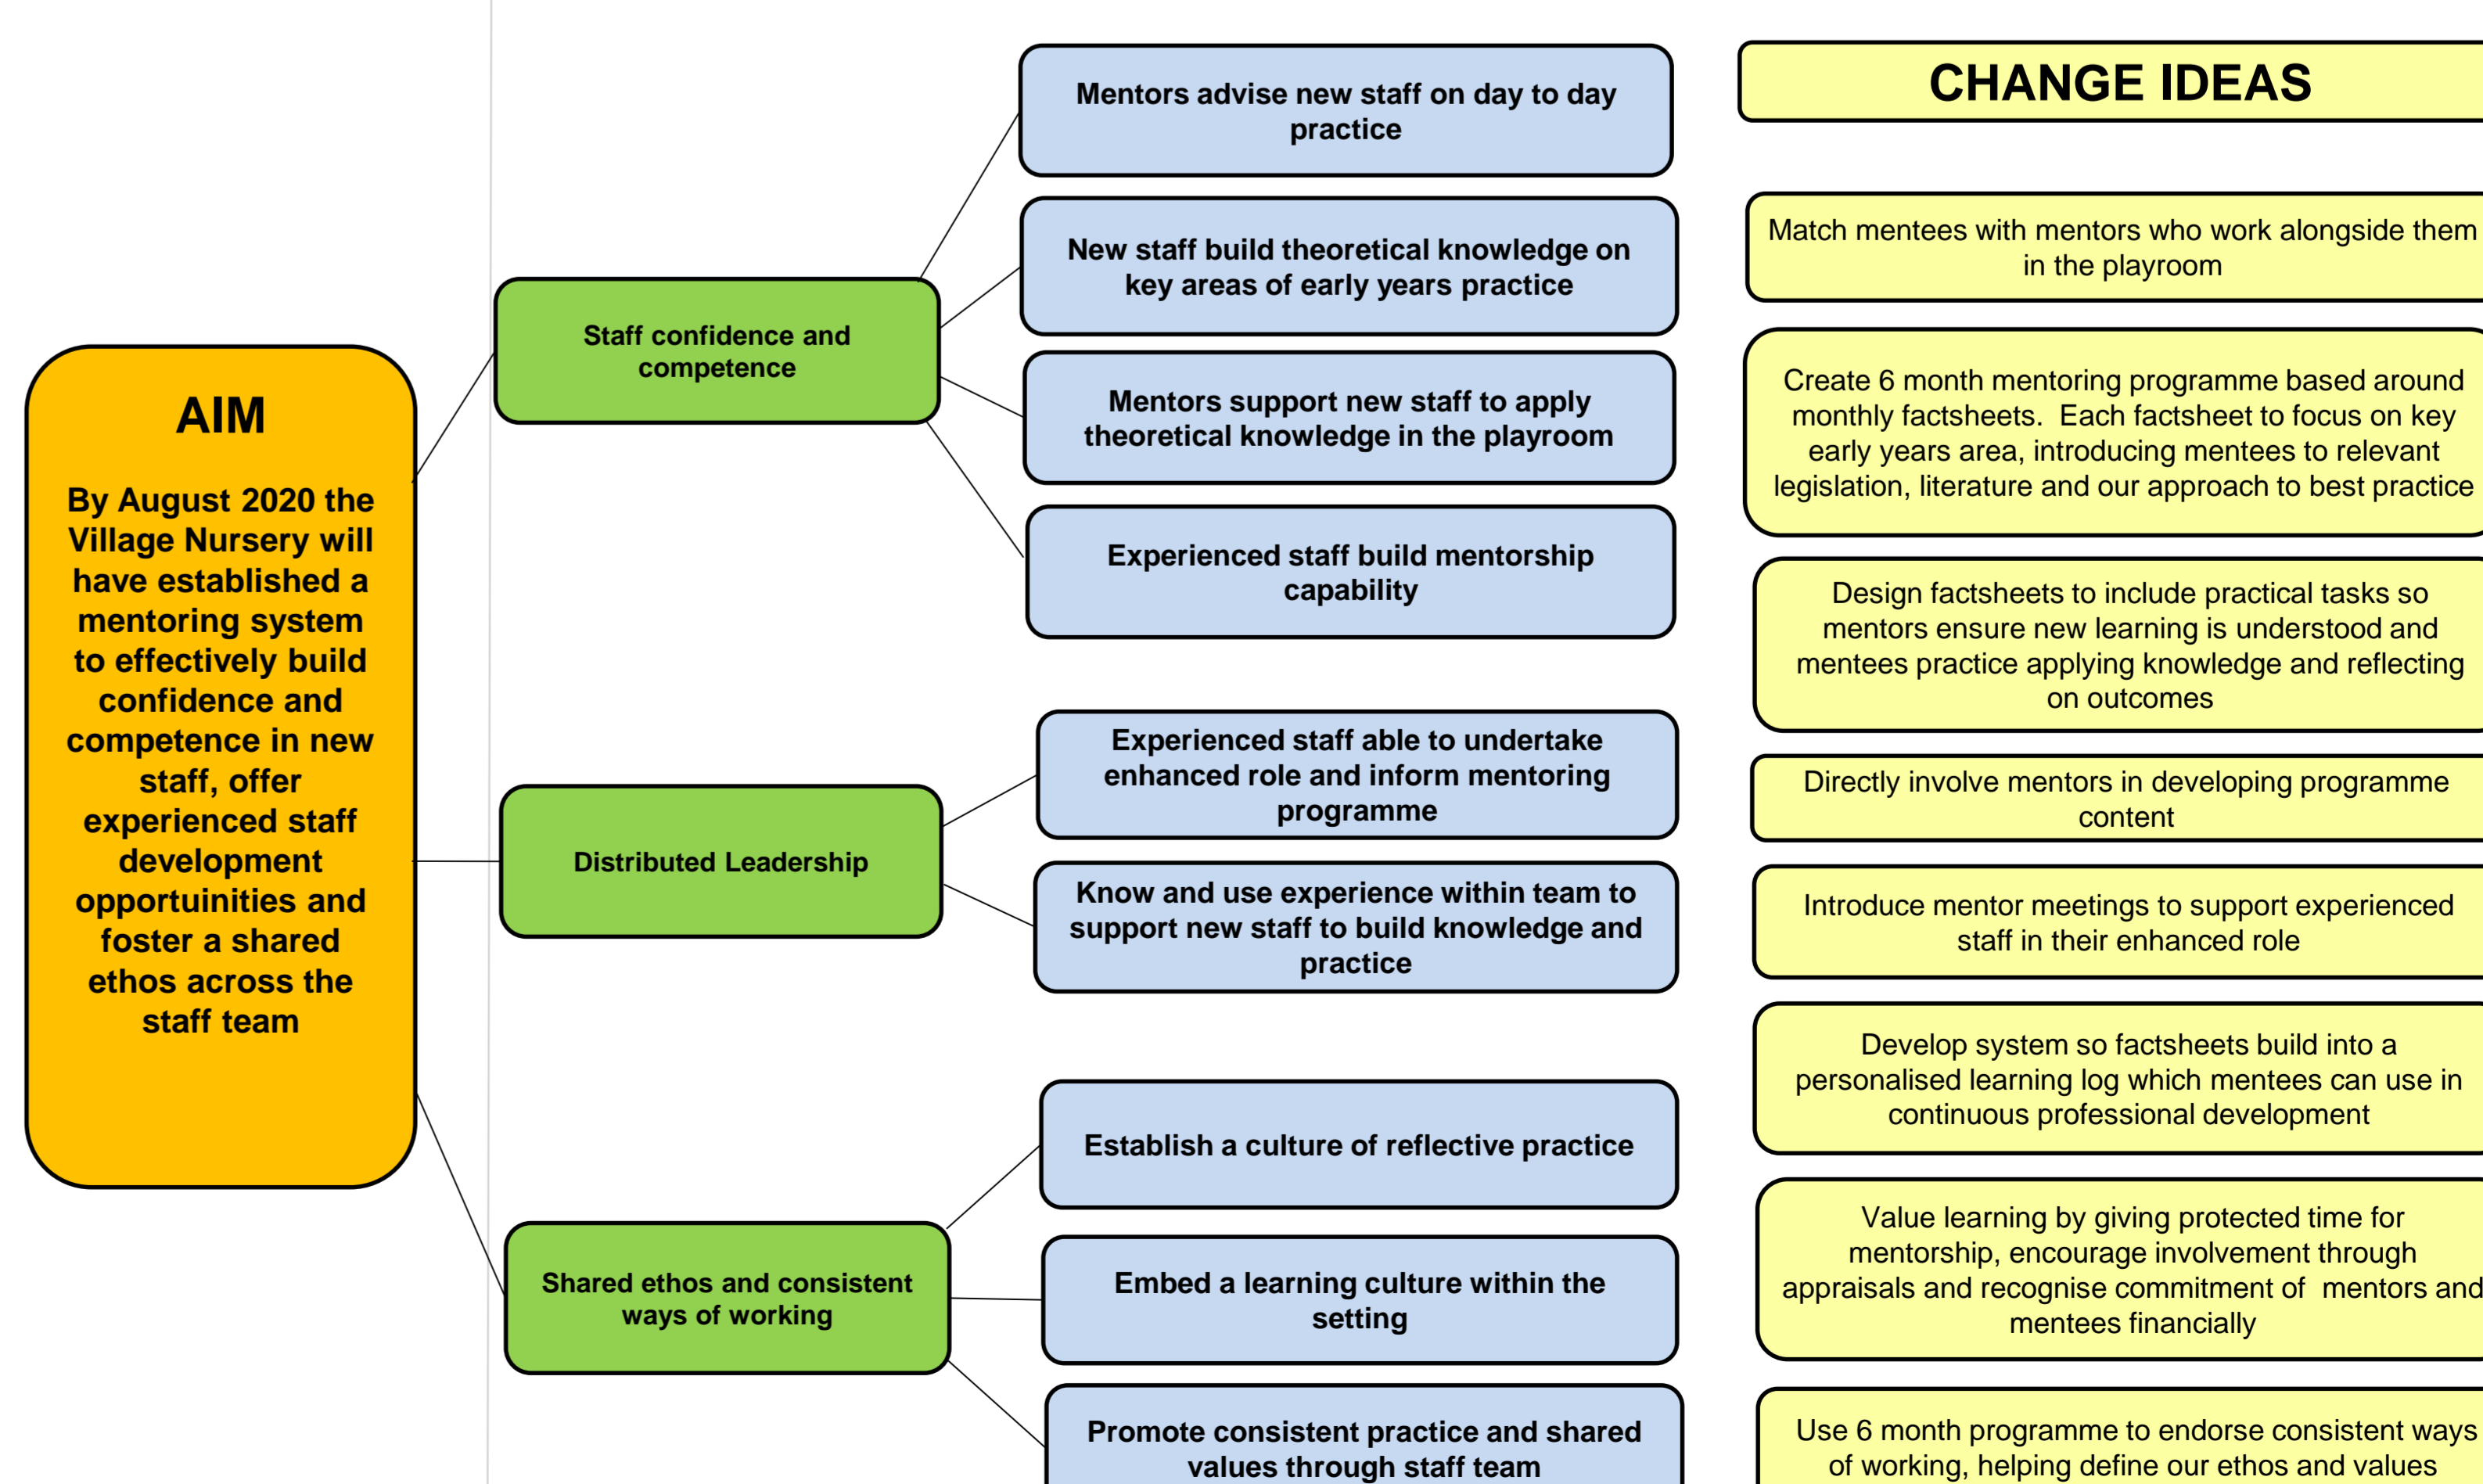 AIM
By August 2020 the
Village Nursery will
have established a
mentoring system
to effectively build
confidence and
competence in new
staff, offer
experienced staff
development
opportuinities and
foster a shared
ethos across the
staff team
Staff confidence and
competence
Distributed Leadership
Shared ethos and consistent
ways of working
Mentors advise new staff on day to day
practice
New staff build theoretical knowledge on
key areas of early years practice
Mentors support new staff to apply
theoretical knowledge in the playroom
Experienced staff build mentorship
capability
Experienced staff able to undertake
enhanced role and inform mentoring
programme
Know and use experience within team to
support new staff to build knowledge and
practice
Establish a culture of reflective practice
Embed a learning culture within the
setting
Promote consistent practice and shared
values through staff team
CHANGE IDEAS
Match mentees with mentors who work alongside them
in the playroom
Create 6 month mentoring programme based around
monthly factsheets.  Each factsheet to focus on key
early years area, introducing mentees to relevant
legislation, literature and our approach to best practice
Design factsheets to include practical tasks so
mentors ensure new learning is understood and
mentees practice applying knowledge and reflecting
on outcomes
Directly involve mentors in developing programme
content
Introduce mentor meetings to support experienced
staff in their enhanced role
Develop system so factsheets build into a
personalised learning log which mentees can use in
continuous professional development
Value learning by giving protected time for
mentorship, encourage involvement through
appraisals and recognise commitment of  mentors and
mentees financially
Use 6 month programme to endorse consistent ways
of working, helping define our ethos and values